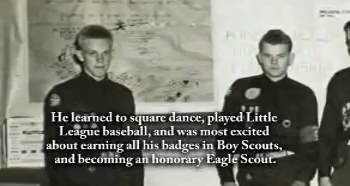 He learned to square dance, played Little
League baseball, and was most excited
about earning all his badges in Boy Scouts,
and becoming an honorary Eagle Scout.